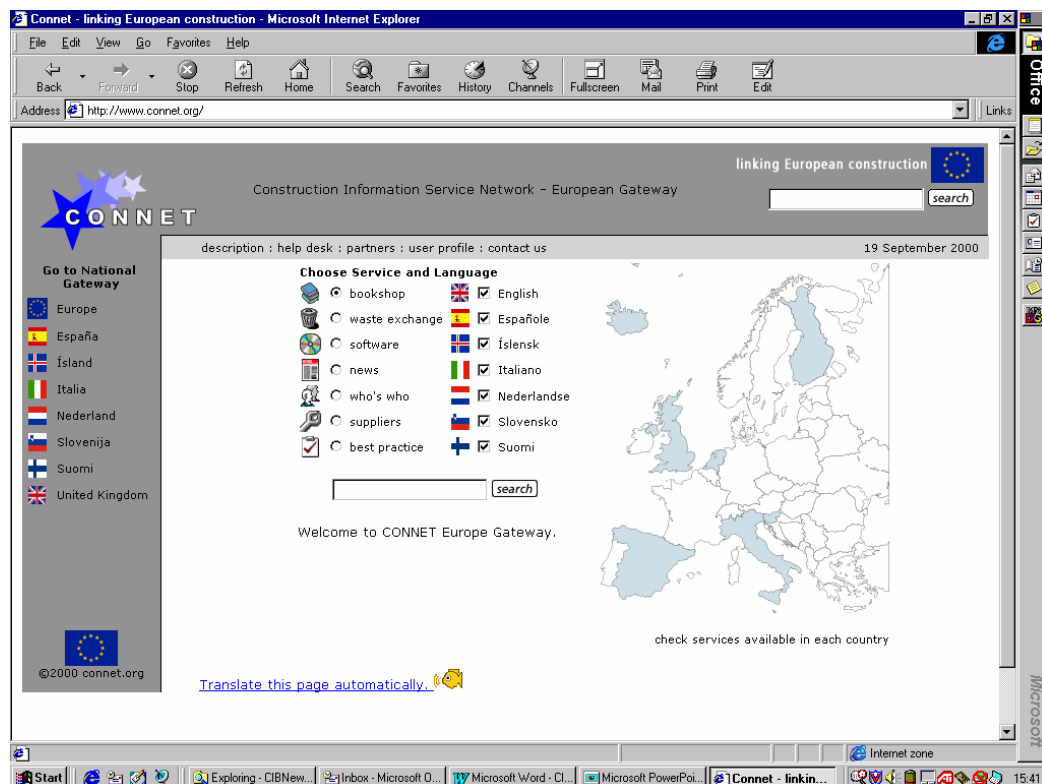 Connet - linking European construction - Microsoft Internet Explorer
File Edit View Go Favorites Help
Back Forward Stop Refresh Home Search Favorites History Channels Fullscreen Mail Print Edit
Address http://www.connet.org/ Links
Office
linking European construction
Construction Information Service Network - European Gateway
search
CONNET
description : help desk : partners : user profile : contact us 19 September 2000
Go to National
Gateway
Europe
España
Ísland
Italia
Nederland
Slovenija
Suomi
United Kingdom
Choose Service and Language
bookshop English
waste exchange Españole
software Íslensk
news Italiano
who's who Nederlandse
suppliers Slovensko
best practice Suomi
search
Welcome to CONNET Europe Gateway.
check services available in each country
©2000 connet.org
Translate this page automatically.
Microsoft
Internet zone
Start Exploring - CIBNew... Inbox - Microsoft O... Microsoft Word - CI... Microsoft PowerPoi... Connet - linkin... 15:41